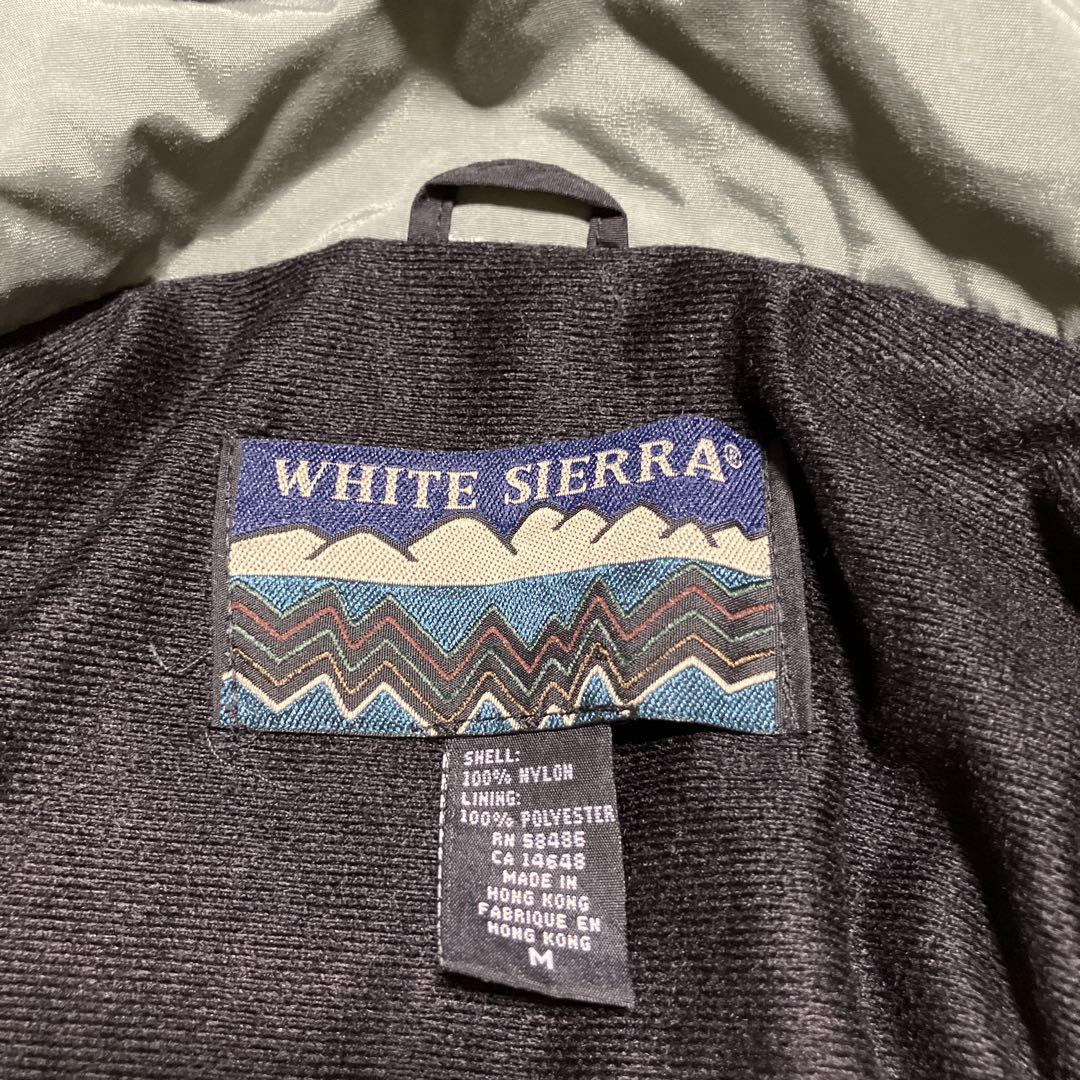 WHITE SIERRA®
SHELL:
100% NYLON
LINING:
100% POLYESTER
RN 58486
CA 14648
MADE IN
HONG KONG
FABRIQUE EN
HONG KONG
M